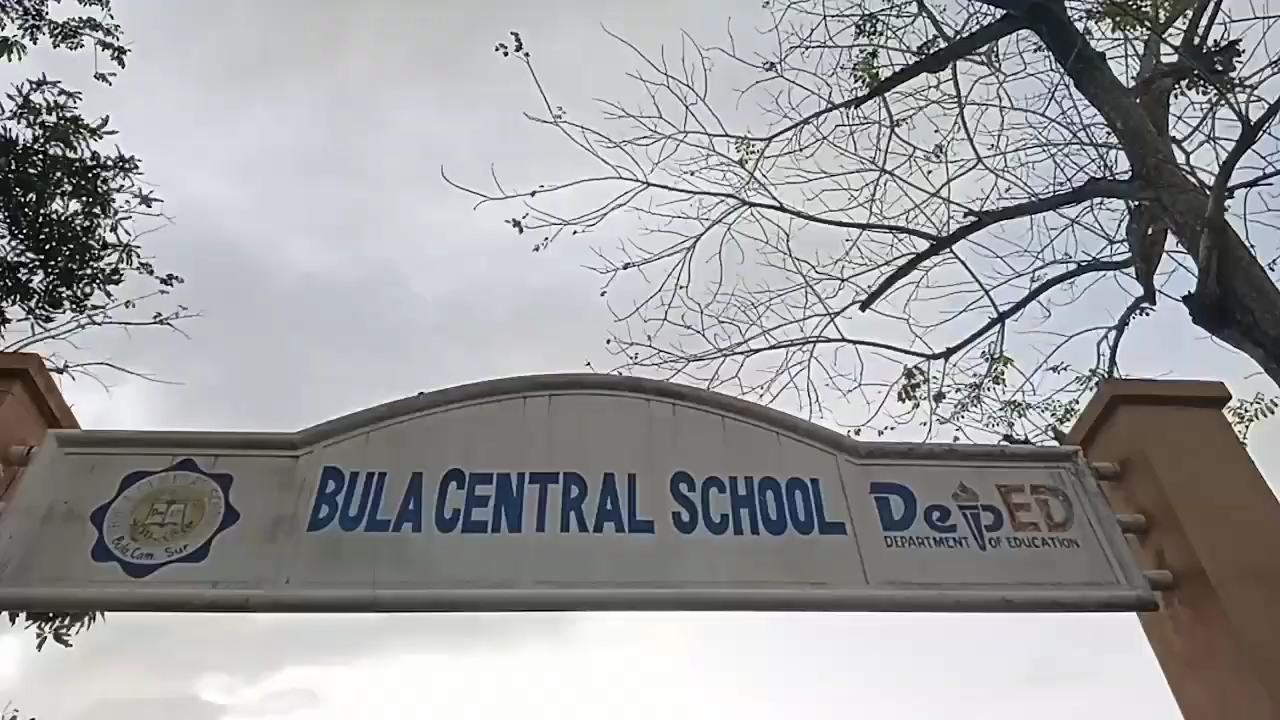 Bula Cam. Sur
BULA CENTRAL SCHOOL
DepED
DEPARTMENT OF EDUCATION